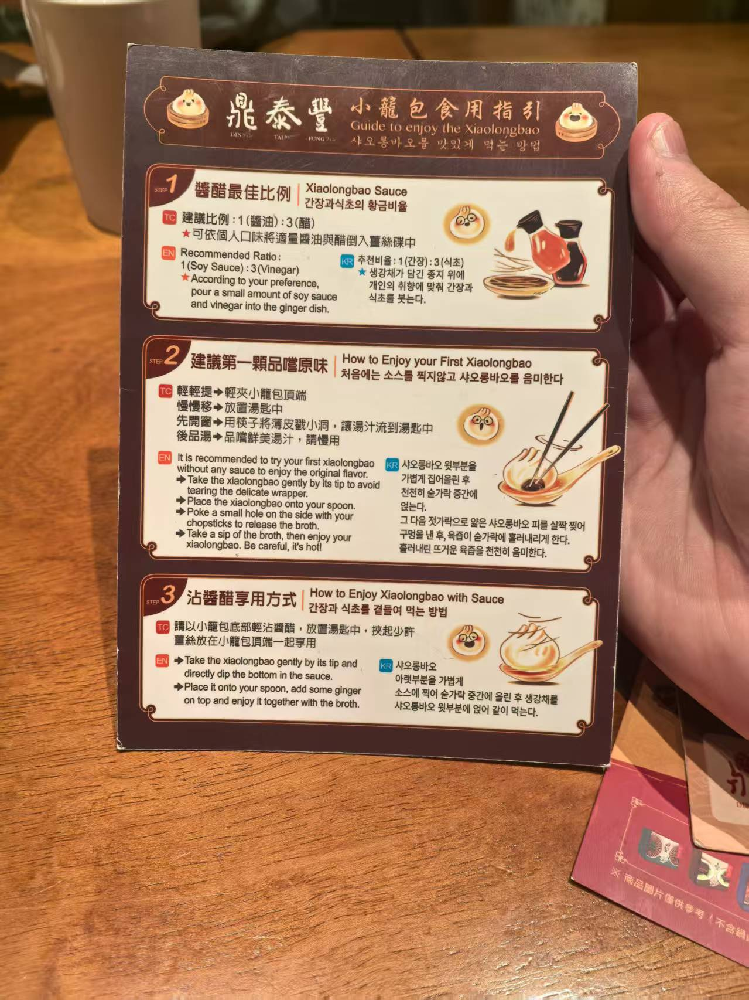 鼎泰豐
DIN TAI FUNG
小籠包食用指引
Guide to enjoy the Xiaolongbao
샤오롱바오를 맛있게 먹는 방법
STEP 1
醬醋最佳比例
Xiaolongbao Sauce
간장과식초의 황금비율
TC 建議比例：1（醬油）：3（醋）
★可依個人口味將適量醬油與醋倒入薑絲碟中
EN Recommended Ratio:
1(Soy Sauce) : 3(Vinegar)
★According to your preference,
pour a small amount of soy sauce
and vinegar into the ginger dish.
KR 추천비율 : 1(간장) : 3(식초)
★ 생강채가 담긴 종지 위에
개인의 취향에 맞춰 간장과
식초를 붓는다.
STEP 2
建議第一顆品嚐原味
How to Enjoy your First Xiaolongbao
처음에는 소스를 찍지않고 샤오롱바오를 음미한다
TC 輕輕提➔輕夾小籠包頂端
慢慢移➔放置湯匙中
先開窗➔用筷子將薄皮戳小洞，讓湯汁流到湯匙中
後品湯➔品嚐鮮美湯汁，請慢用
EN It is recommended to try your first xiaolongbao
without any sauce to enjoy the original flavor.
➔Take the xiaolongbao gently by its tip to avoid
tearing the delicate wrapper.
➔Place the xiaolongbao onto your spoon.
➔Poke a small hole on the side with your
chopsticks to release the broth.
➔Take a sip of the broth, then enjoy your
xiaolongbao. Be careful, it's hot!
KR 샤오롱바오 윗부분을
가볍게 집어올린 후
천천히 숟가락 중간에
얹는다.
그 다음 젓가락으로 얇은 샤오롱바오 피를 살짝 찢어
구멍을 낸 후, 육즙이 숟가락에 흘러내리게 한다.
흘러내린 뜨거운 육즙을 천천히 음미한다.
STEP 3
沾醬醋享用方式
How to Enjoy Xiaolongbao with Sauce
간장과 식초를 곁들여 먹는 방법
TC 請以小籠包底部輕沾醬醋，放置湯匙中，挾起少許
薑絲放在小籠包頂端一起享用
EN ➔Take the xiaolongbao gently by its tip and
directly dip the bottom in the sauce.
➔Place it onto your spoon, add some ginger
on top and enjoy it together with the broth.
KR 샤오롱바오
아랫부분을 가볍게
소스에 찍어 숟가락 중간에 올린 후 생강채를
샤오롱바오 윗부분에 얹어 같이 먹는다.
※ 商品圖片僅供參考（不含鍋